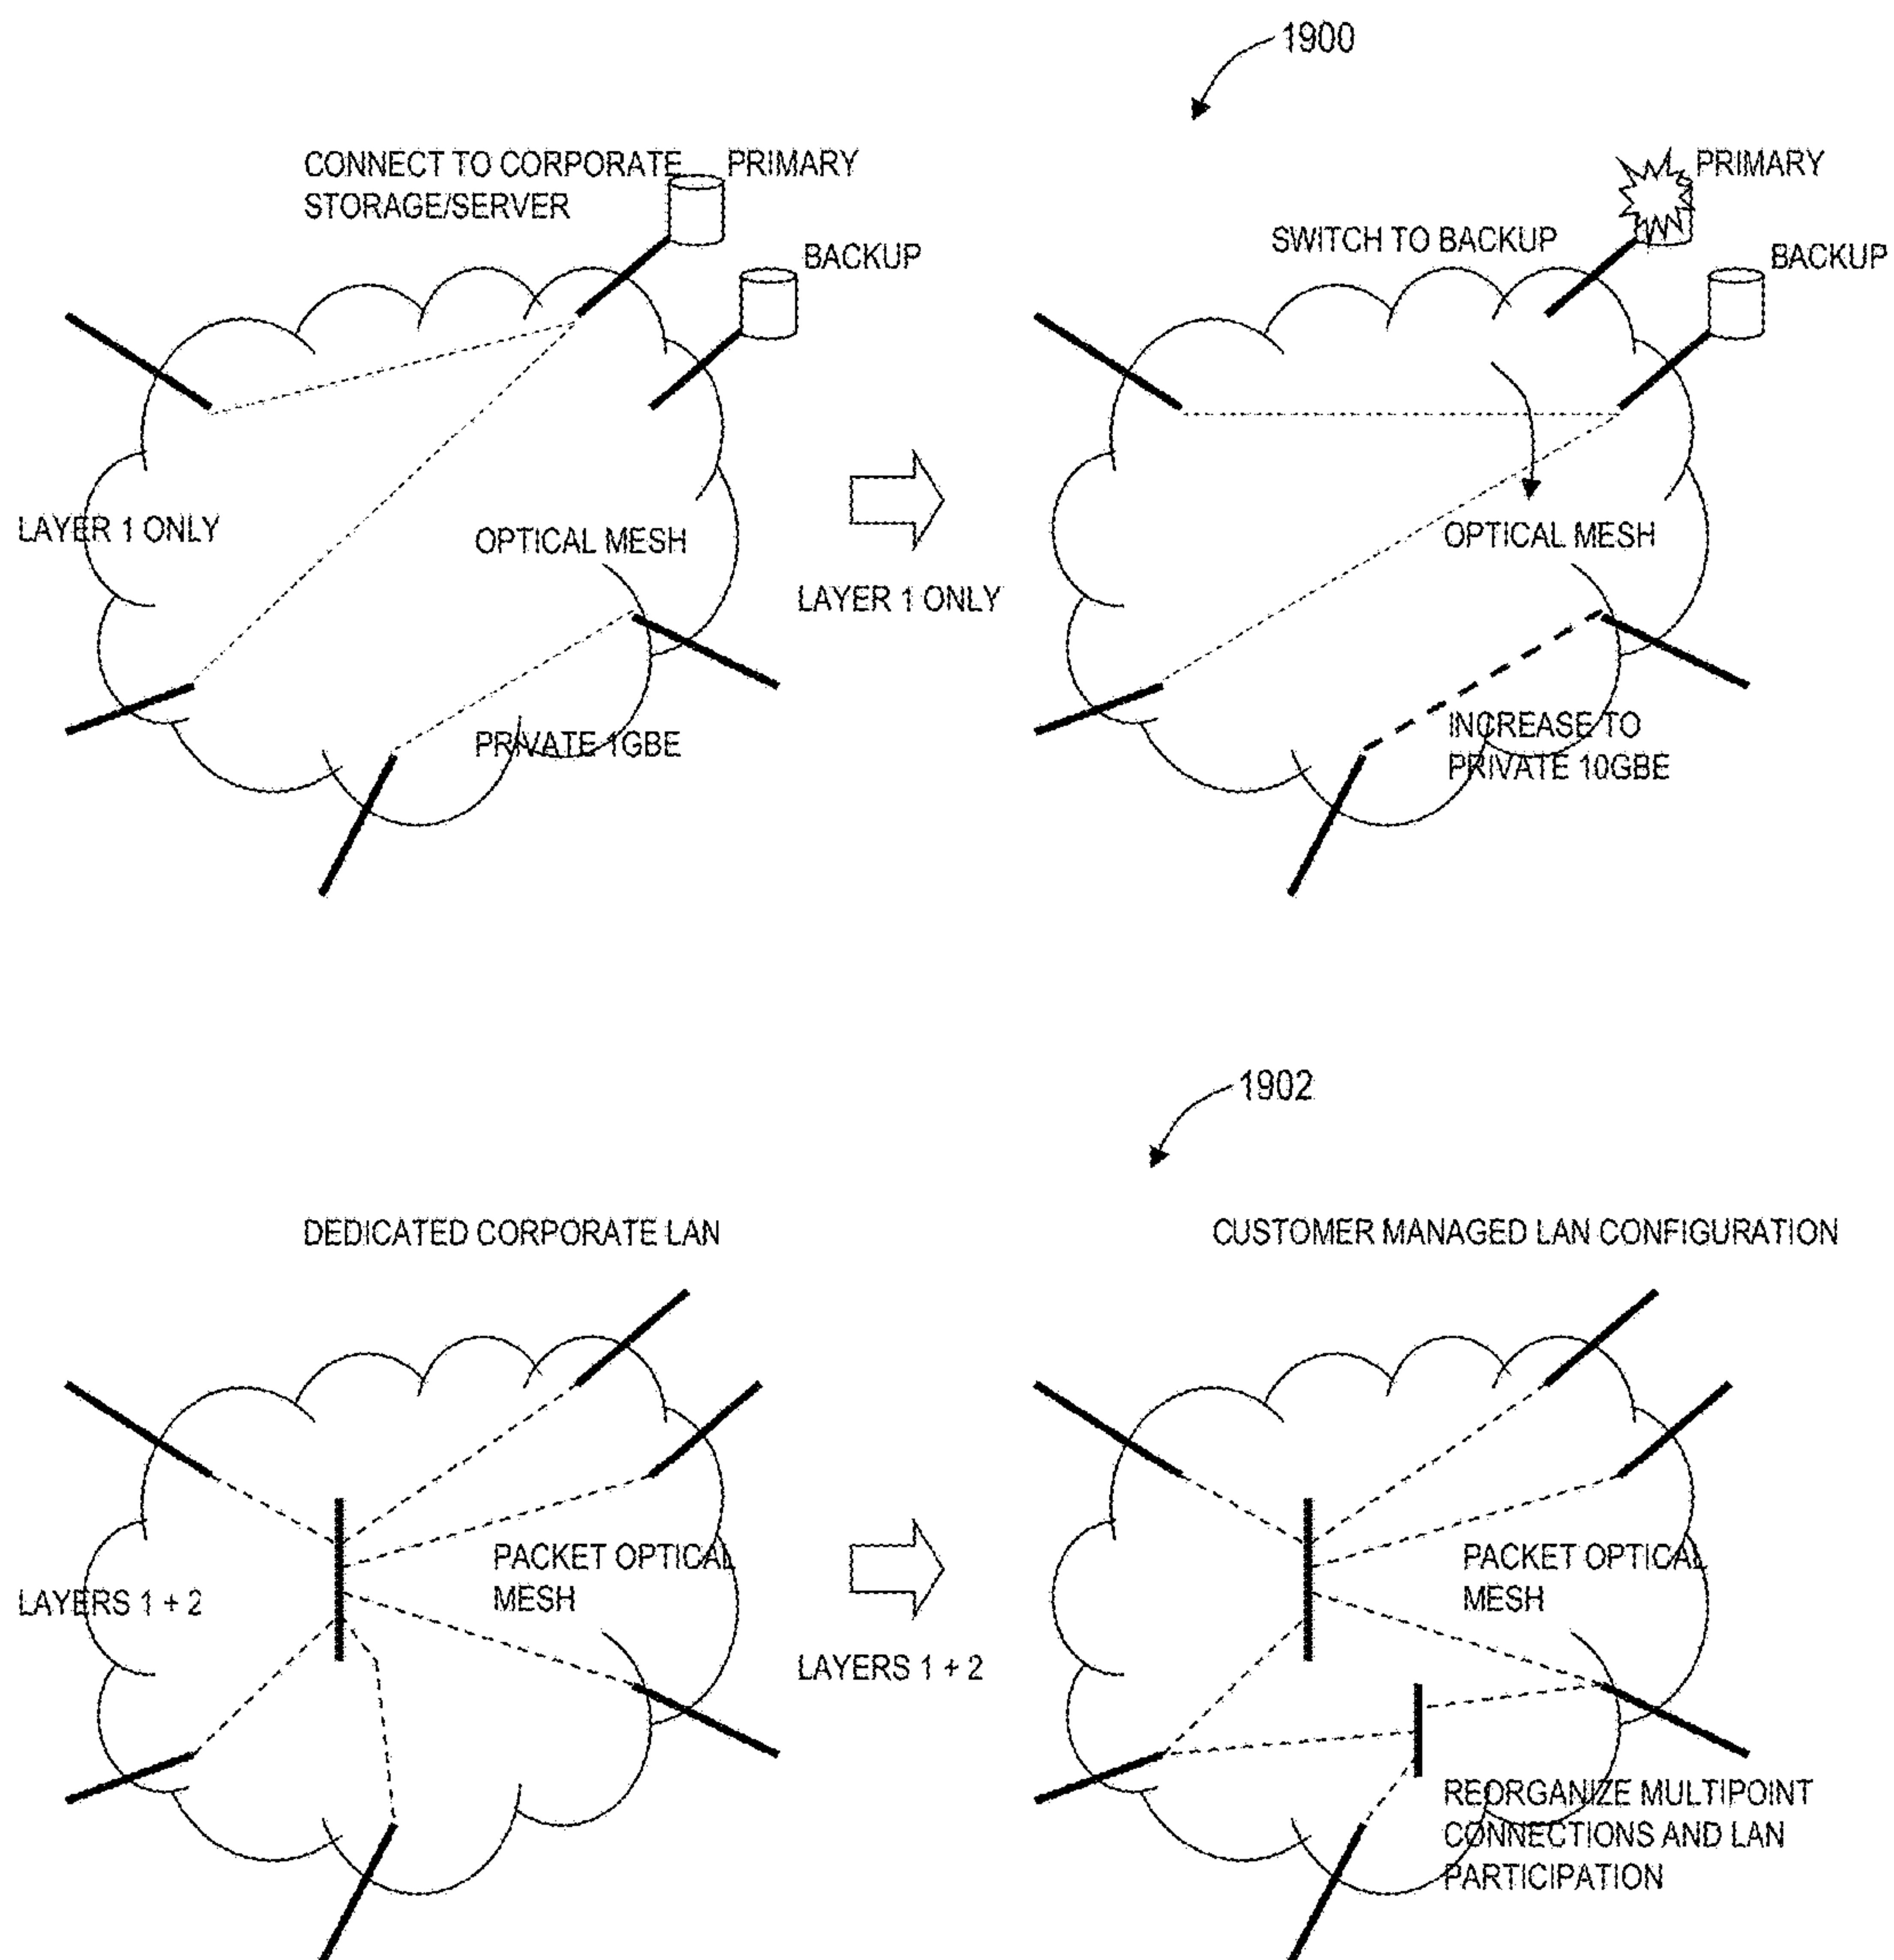 1900
CONNECT TO CORPORATE
STORAGE/SERVER
PRIMARY
BACKUP
LAYER 1 ONLY
OPTICAL MESH
PRIVATE 1GBE
LAYER 1 ONLY
SWITCH TO BACKUP
PRIMARY
BACKUP
OPTICAL MESH
INCREASE TO
PRIVATE 10GBE
1902
DEDICATED CORPORATE LAN
LAYERS 1 + 2
PACKET OPTICAL
MESH
LAYERS 1 + 2
CUSTOMER MANAGED LAN CONFIGURATION
PACKET OPTICAL
MESH
REORGANIZE MULTIPOINT
CONNECTIONS AND LAN
PARTICIPATION